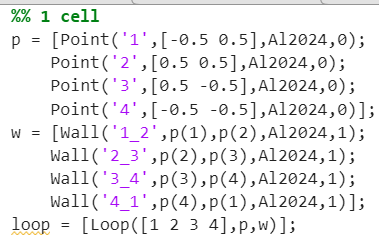 %% 1 cell
p = [Point('1',[-0.5 0.5],Al2024,0);
Point('2',[0.5 0.5],Al2024,0);
Point('3',[0.5 -0.5],Al2024,0);
Point('4',[-0.5 -0.5],Al2024,0)];
w = [Wall('1_2',p(1),p(2),Al2024,1);
Wall('2_3',p(2),p(3),Al2024,1);
Wall('3_4',p(3),p(4),Al2024,1);
Wall('4_1',p(4),p(1),Al2024,1)];
loop = [Loop([1 2 3 4],p,w)];